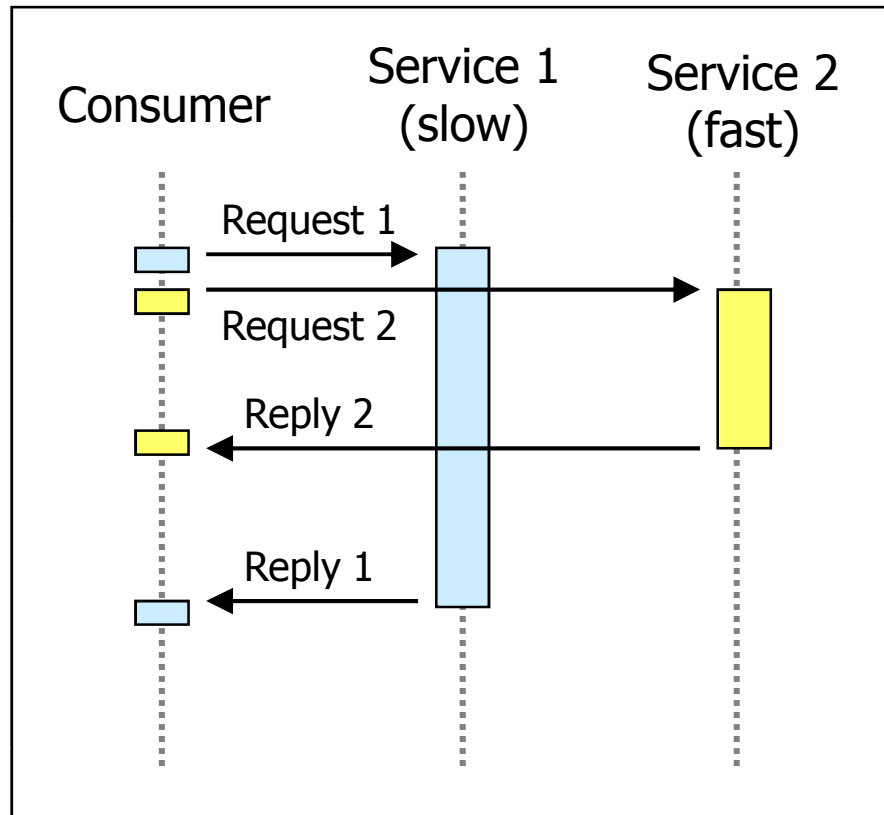 Consumer
Service 1
(slow)
Service 2
(fast)
Request 1
Request 2
Reply 2
Reply 1